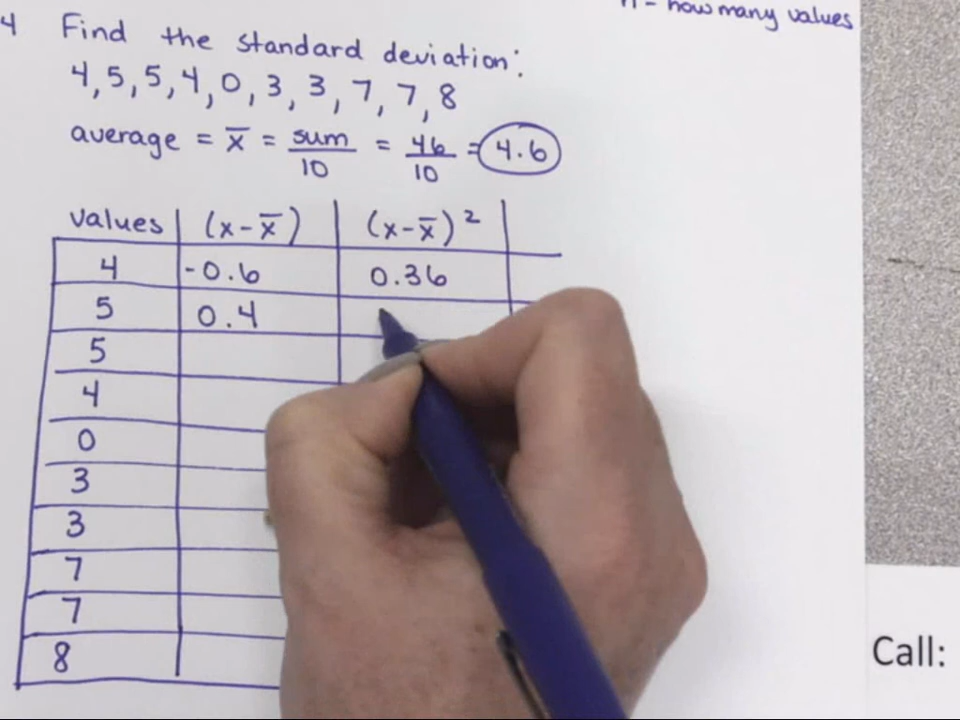 n - how many values
4 Find the standard deviation:
4, 5, 5, 4, 0, 3, 3, 7, 7, 8
average = x̄ = sum/10 = 46/10 = 4.6
values (x-x̄) (x-x̄)²
4 -0.6 0.36
5 0.4
5
4
0
3
3
7
7
8
Call: